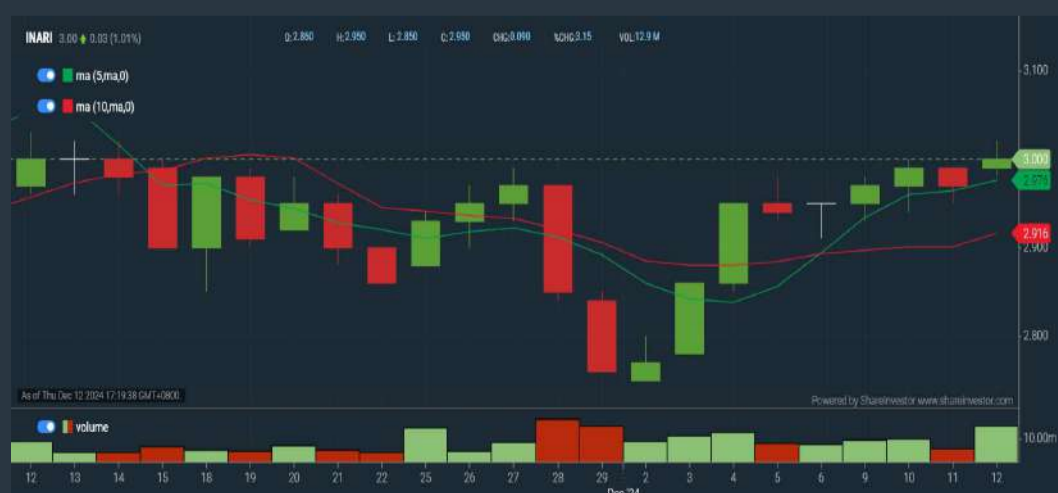 INARI 3.00 0.03 (1.01%) O:2.860 H:2.950 L:2.850 C:2.950 CHG:0.090 %CHG:3.15 VOL:12.9 M
ma (5,ma,0)
ma (10,ma,0)
3.100
3.000
2.976
2.916
2.900
2.800
As of Thu Dec 12 2024 17:19:38 GMT+0800
Powered by ShareInvestor www.shareinvestor.com
volume
10.00m
12 13 14 15 18 19 20 21 22 25 26 27 28 29 2 3 4 5 6 9 10 11 12
Dec '24